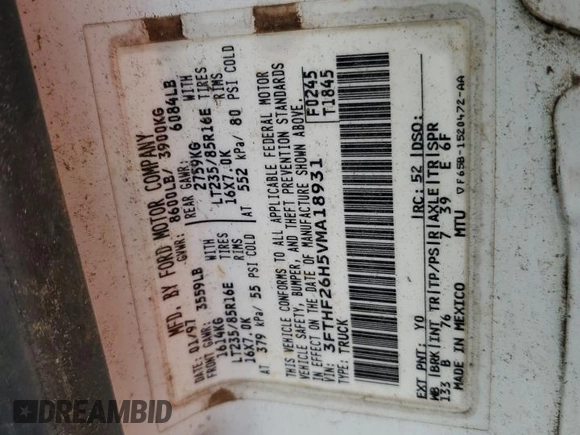 MFD. BY FORD MOTOR COMPANY
DATE: 01/97 GVWR: 8600LB/ 3900KG
FRONT GAWR: 3559LB REAR GAWR: 6084LB
1614KG WITH 2759KG WITH
LT235/85R16E TIRES LT235/85R16E TIRES
16X7.0K RIMS 16X7.0K RIMS
AT 379 kPa/ 55 PSI COLD AT 552 kPa/ 80 PSI COLD
THIS VEHICLE CONFORMS TO ALL APPLICABLE FEDERAL MOTOR
VEHICLE SAFETY, BUMPER, AND THEFT PREVENTION STANDARDS
IN EFFECT ON THE DATE OF MANUFACTURE SHOWN ABOVE.
3FTHF26H5VMA18931 F0245
TYPE: TRUCK T1845
EXT PNT: YO RC: 52 DSO:
WB BRK INT TR TP/PS R AXLE TR SPR
133 B 76 T 39 E 6F
MADE IN MEXICO MTU ▽F65B-1520472-AA
DREAMBID